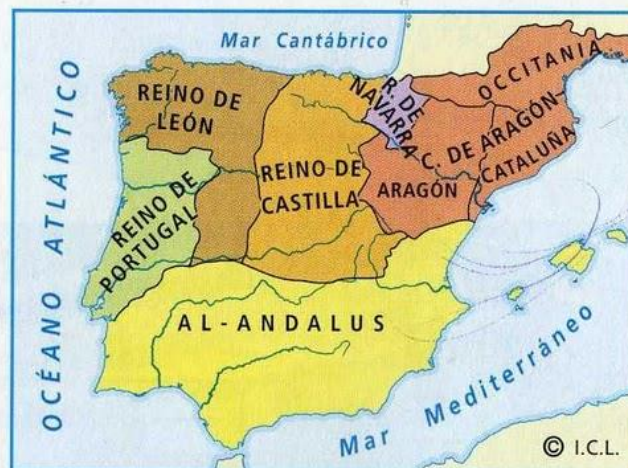 Mar Cantábrico
OCÉANO ATLÁNTICO
REINO DE
LEÓN
R. DE
NAVARRA
OCCITANIA
C. DE ARAGÓN-
CATALUÑA
ARAGÓN
REINO DE
CASTILLA
REINO DE
PORTUGAL
AL-ANDALUS
Mar Mediterráneo
© I.C.L.